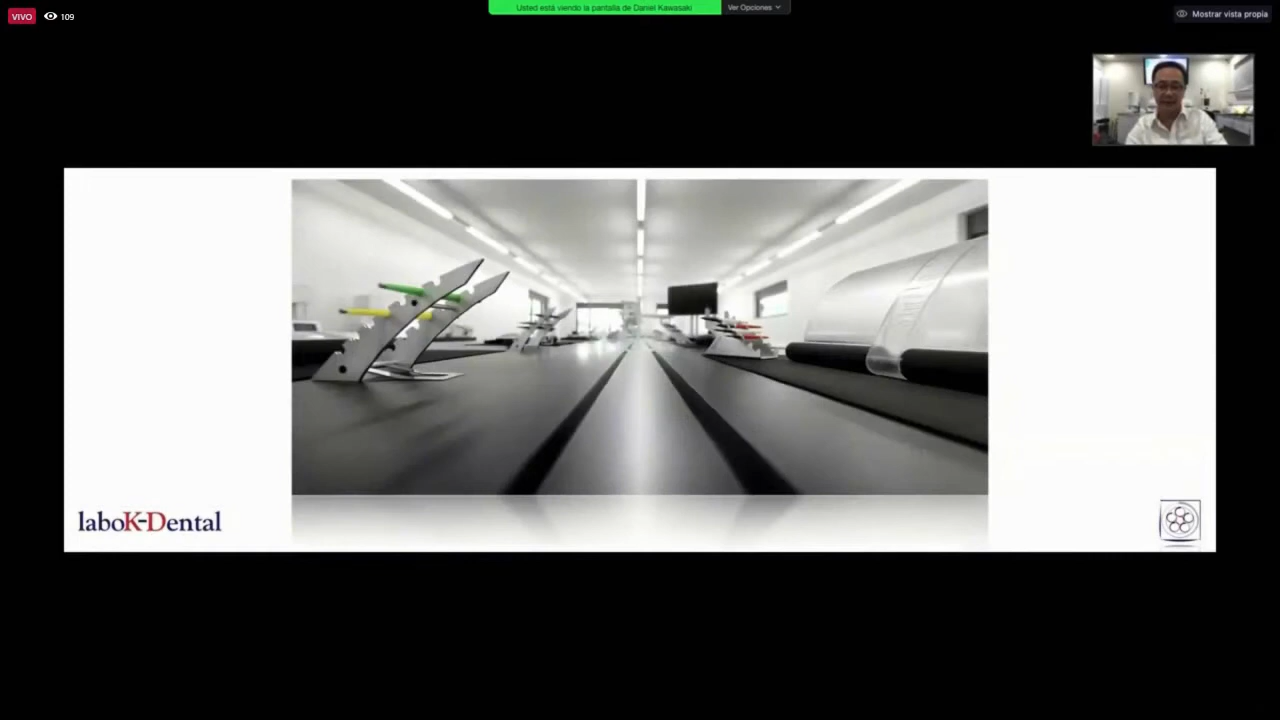 VIVO 109
Usted está viendo la pantalla de Daniel Kawasaki
Ver Opciones
Mostrar vista propia
laboK-Dental